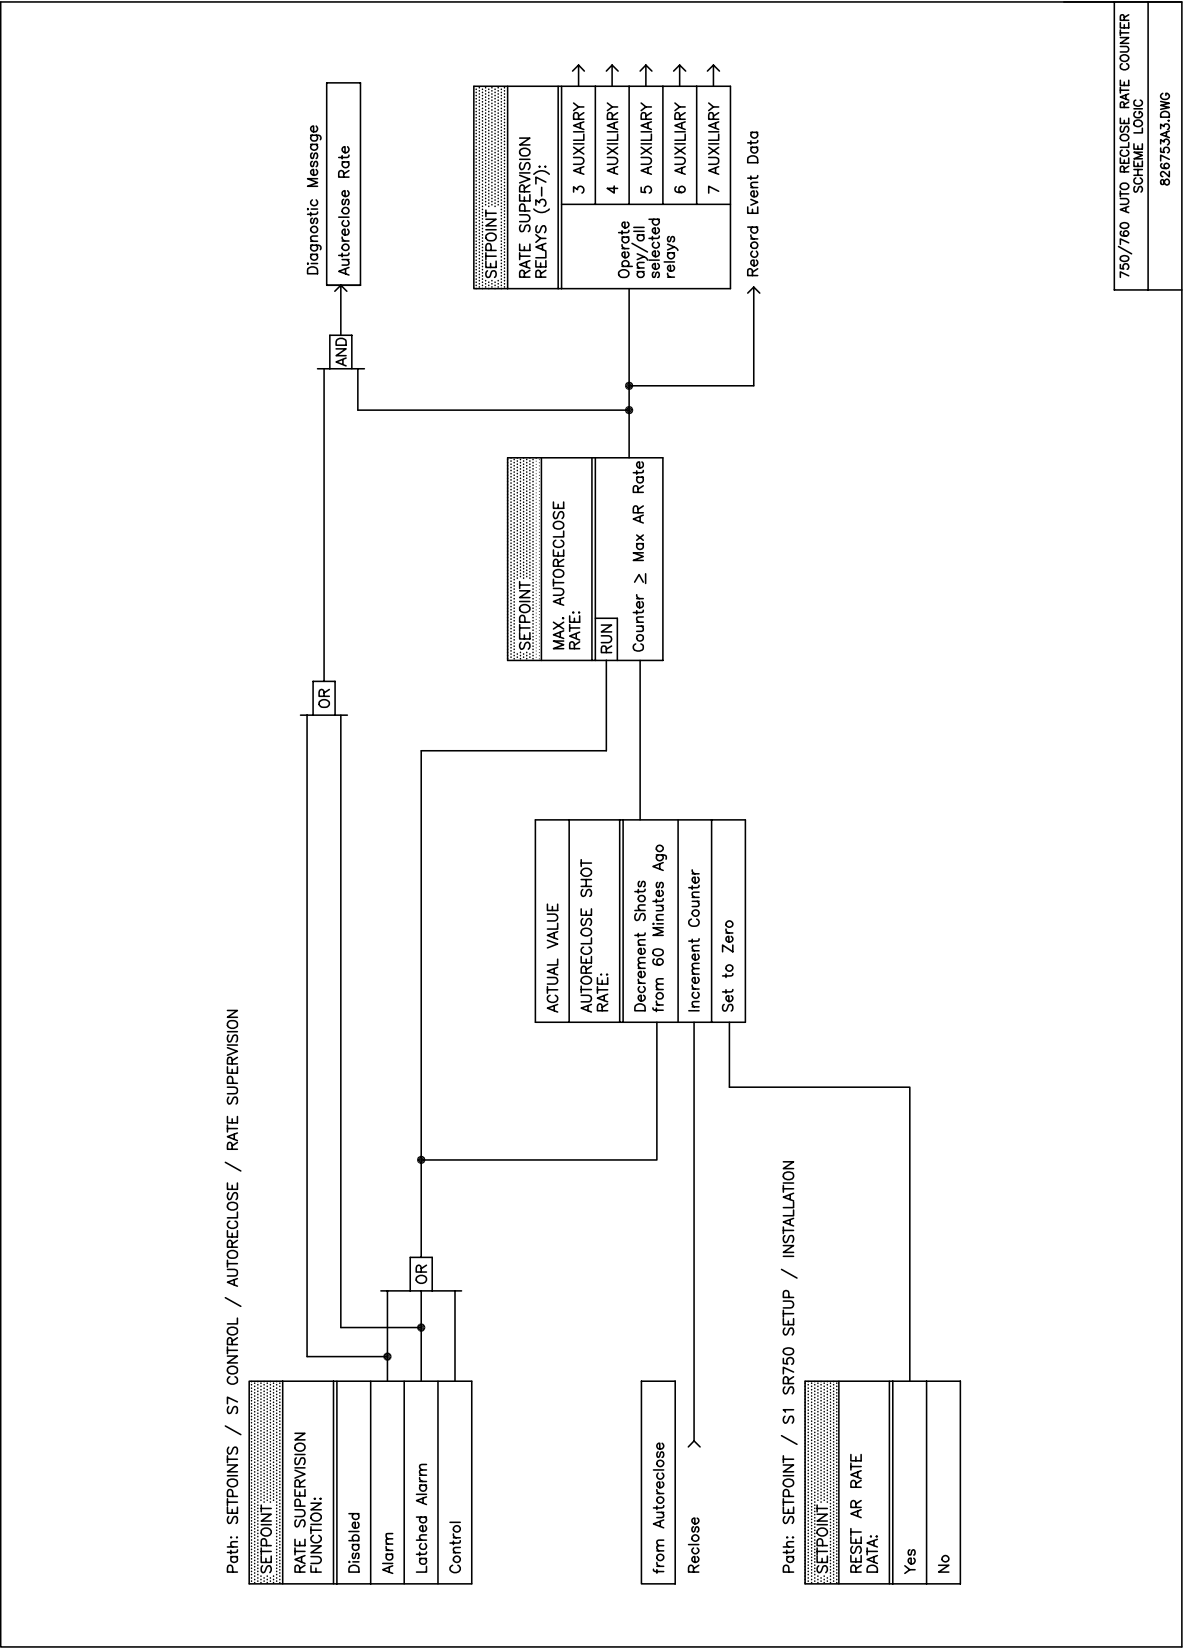 Path: SETPOINTS / S7 CONTROL / AUTORECLOSE / RATE SUPERVISION
SETPOINT
RATE SUPERVISION
FUNCTION:
Disabled
Alarm
Latched Alarm
Control
OR
OR
AND
Diagnostic Message
Autoreclose Rate
from Autoreclose
Reclose
ACTUAL VALUE
AUTORECLOSE SHOT
RATE:
Decrement Shots
from 60 Minutes Ago
Increment Counter
Set to Zero
SETPOINT
MAX. AUTORECLOSE
RATE:
RUN
Counter ≥ Max AR Rate
SETPOINT
RATE SUPERVISION
RELAYS (3-7):
Operate
any/all
selected
relays
3 AUXILIARY
4 AUXILIARY
5 AUXILIARY
6 AUXILIARY
7 AUXILIARY
Record Event Data
Path: SETPOINT / S1 SR750 SETUP / INSTALLATION
SETPOINT
RESET AR RATE
DATA:
Yes
No
750/760 AUTO RECLOSE RATE COUNTER
SCHEME LOGIC
826753A3.DWG